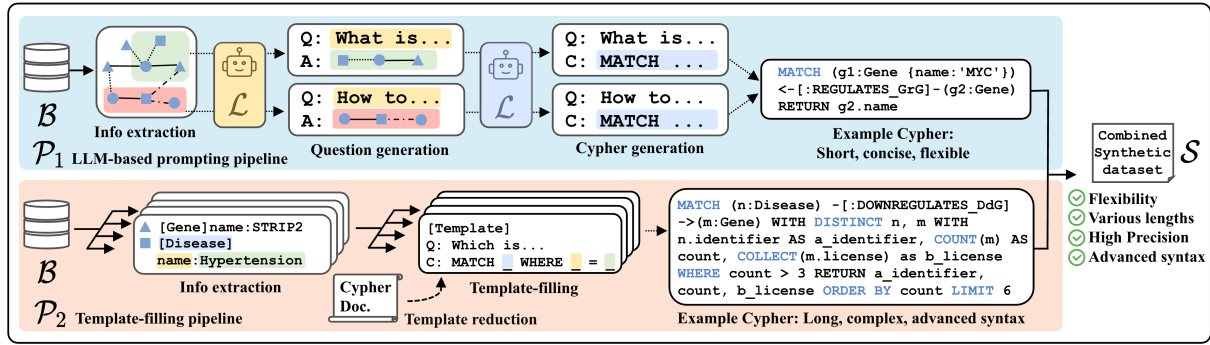 Q: What is...
A:
Q: How to...
A:
ℒ
ℒ
Q: What is...
C: MATCH ...
Q: How to...
C: MATCH ...
MATCH (g1:Gene {name:'MYC'})
<-[:REGULATES_GrG]-(g2:Gene)
RETURN g2.name
ℬ
Info extraction
𝒫1 LLM-based prompting pipeline
Question generation
Cypher generation
Example Cypher:
Short, concise, flexible
Combined
Synthetic
dataset
𝒮
Flexibility
Various lengths
High Precision
Advanced syntax
ℬ
[Gene]name:STRIP2
[Disease]
name:Hypertension
Info extraction
[Template]
Q: Which is...
C: MATCH _ WHERE _ = _
Template-filling
Cypher
Doc.
Template reduction
𝒫2 Template-filling pipeline
MATCH (n:Disease) -[:DOWNREGULATES_DdG]
->(m:Gene) WITH DISTINCT n, m WITH
n.identifier AS a_identifier, COUNT(m) AS
count, COLLECT(m.license) as b_license
WHERE count > 3 RETURN a_identifier,
count, b_license ORDER BY count LIMIT 6
Example Cypher: Long, complex, advanced syntax